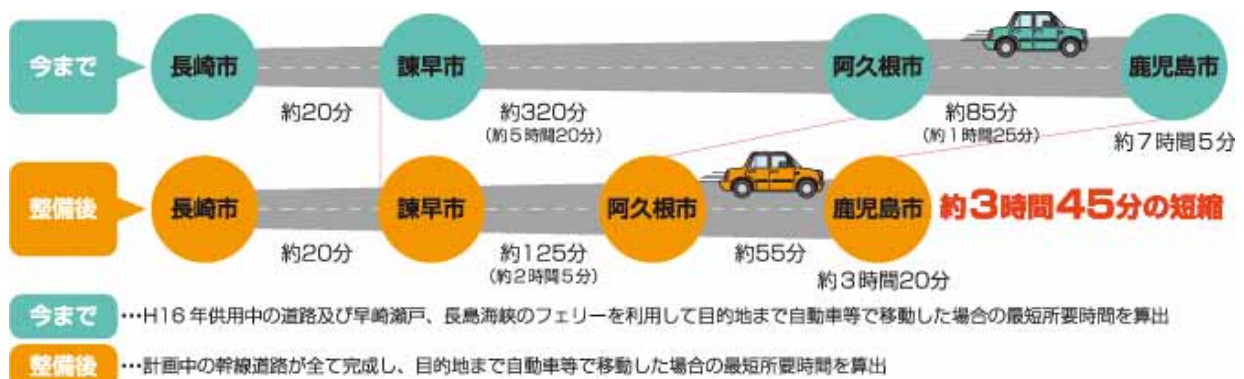 今まで
長崎市
諫早市
阿久根市
鹿児島市
約20分
約320分
(約5時間20分)
約85分
(約1時間25分)
約7時間5分
整備後
長崎市
諫早市
阿久根市
鹿児島市
約3時間45分の短縮
約20分
約125分
(約2時間5分)
約55分
約3時間20分
今まで …H16年供用中の道路及び早崎瀬戸、長島海峡のフェリーを利用して目的地まで自動車等で移動した場合の最短所要時間を算出
整備後 …計画中の幹線道路が全て完成し、目的地まで自動車等で移動した場合の最短所要時間を算出